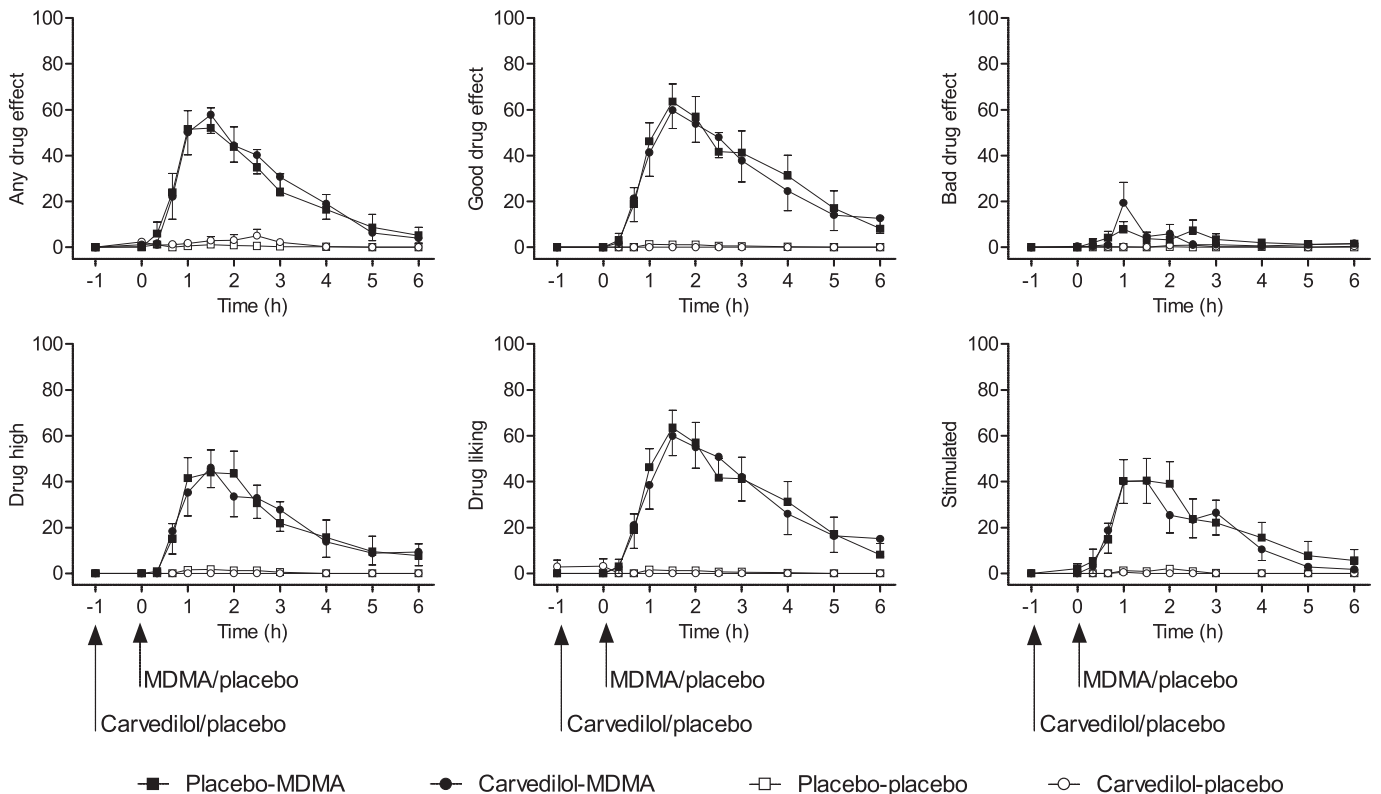 Any drug effect
100
80
60
40
20
0
-1 0 1 2 3 4 5 6
Time (h)
Good drug effect
100
80
60
40
20
0
-1 0 1 2 3 4 5 6
Time (h)
Bad drug effect
100
80
60
40
20
0
-1 0 1 2 3 4 5 6
Time (h)
Drug high
100
80
60
40
20
0
-1 0 1 2 3 4 5 6
Time (h)
MDMA/placebo
Carvedilol/placebo
Drug liking
100
80
60
40
20
0
-1 0 1 2 3 4 5 6
Time (h)
MDMA/placebo
Carvedilol/placebo
Stimulated
100
80
60
40
20
0
-1 0 1 2 3 4 5 6
Time (h)
MDMA/placebo
Carvedilol/placebo
Placebo-MDMA Carvedilol-MDMA Placebo-placebo Carvedilol-placebo